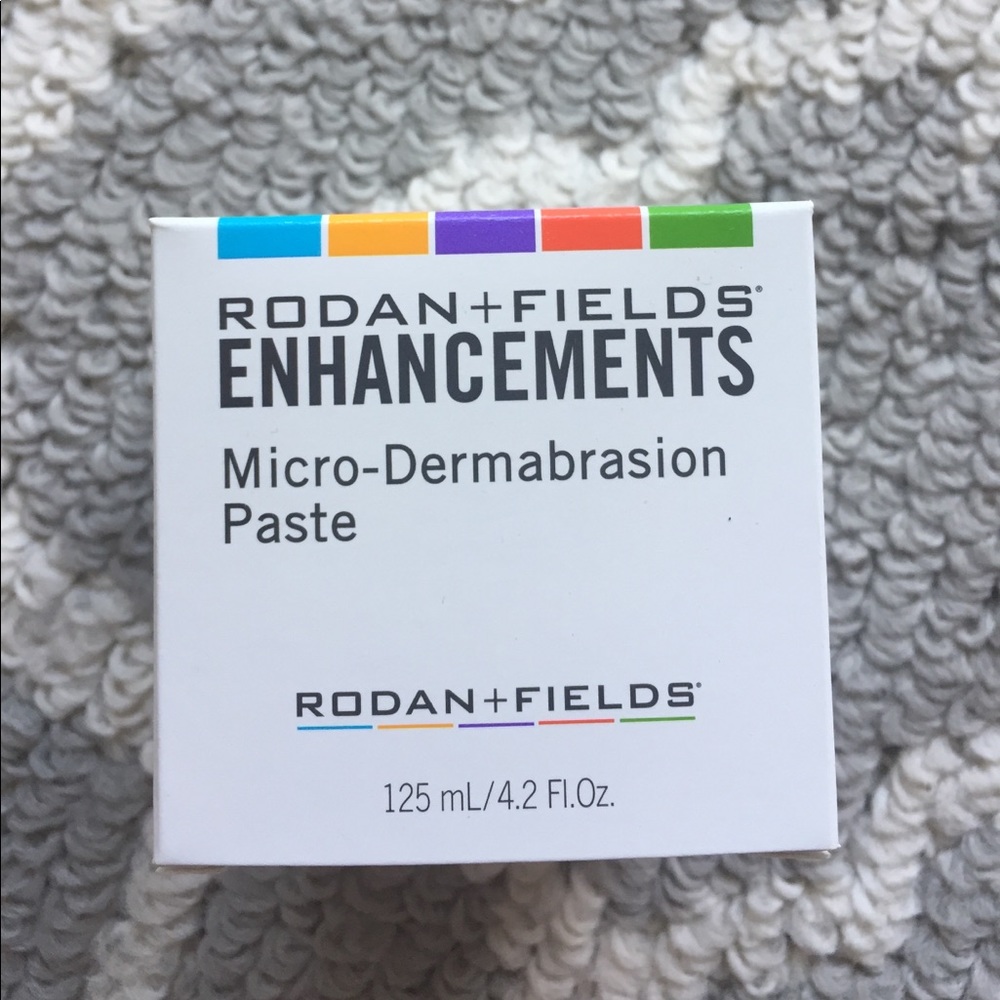 RODAN+FIELDS®
ENHANCEMENTS
Micro-Dermabrasion
Paste
RODAN+FIELDS®
125 mL/4.2 Fl.Oz.